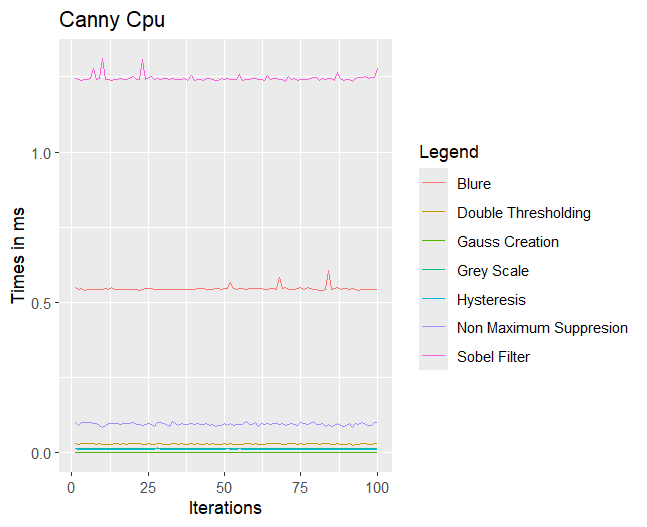 Canny Cpu
Times in ms
1.0
0.5
0.0
0
25
50
75
100
Iterations
Legend
Blure
Double Thresholding
Gauss Creation
Grey Scale
Hysteresis
Non Maximum Suppresion
Sobel Filter